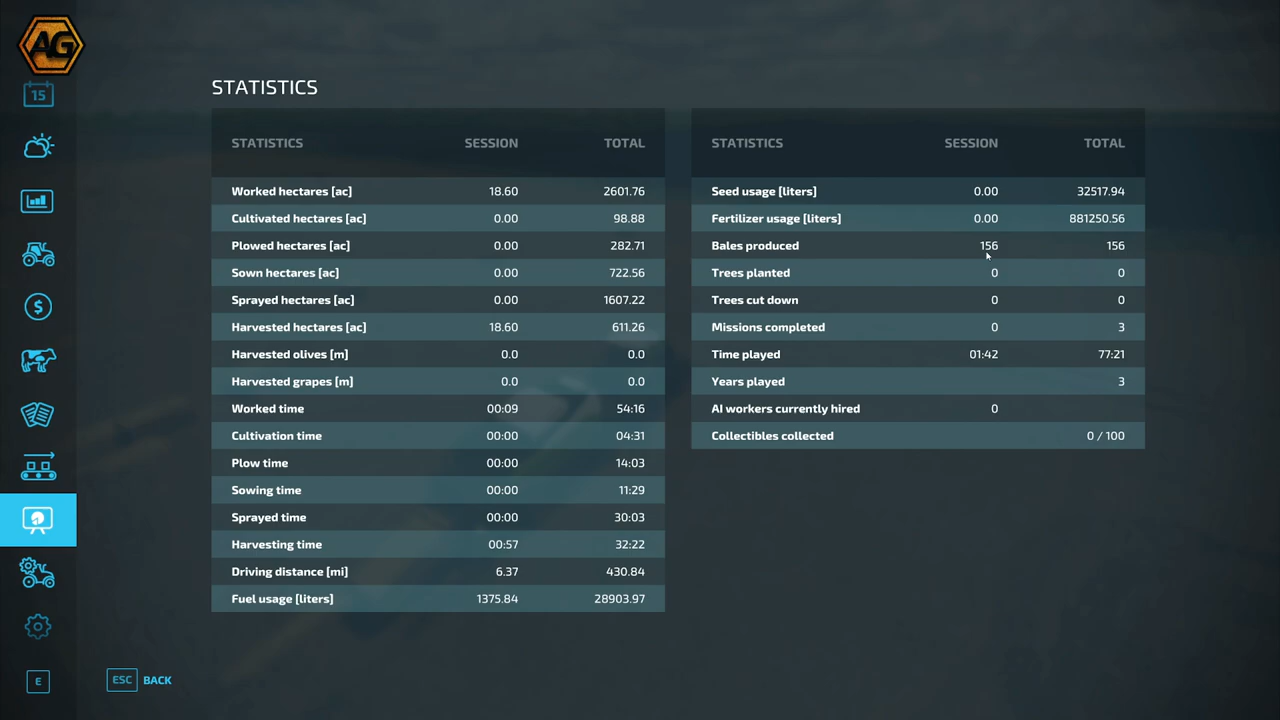 AG
15
STATISTICS
STATISTICS SESSION TOTAL
Worked hectares [ac] 18.60 2601.76
Cultivated hectares [ac] 0.00 98.88
Plowed hectares [ac] 0.00 282.71
Sown hectares [ac] 0.00 722.56
Sprayed hectares [ac] 0.00 1607.22
Harvested hectares [ac] 18.60 611.26
Harvested olives [m] 0.0 0.0
Harvested grapes [m] 0.0 0.0
Worked time 00:09 54:16
Cultivation time 00:00 04:31
Plow time 00:00 14:03
Sowing time 00:00 11:29
Sprayed time 00:00 30:03
Harvesting time 00:57 32:22
Driving distance [mi] 6.37 430.84
Fuel usage [liters] 1375.84 28903.97
STATISTICS SESSION TOTAL
Seed usage [liters] 0.00 32517.94
Fertilizer usage [liters] 0.00 881250.56
Bales produced 156 156
Trees planted 0 0
Trees cut down 0 0
Missions completed 0 3
Time played 01:42 77:21
Years played 3
AI workers currently hired 0
Collectibles collected 0 / 100
E
ESC BACK